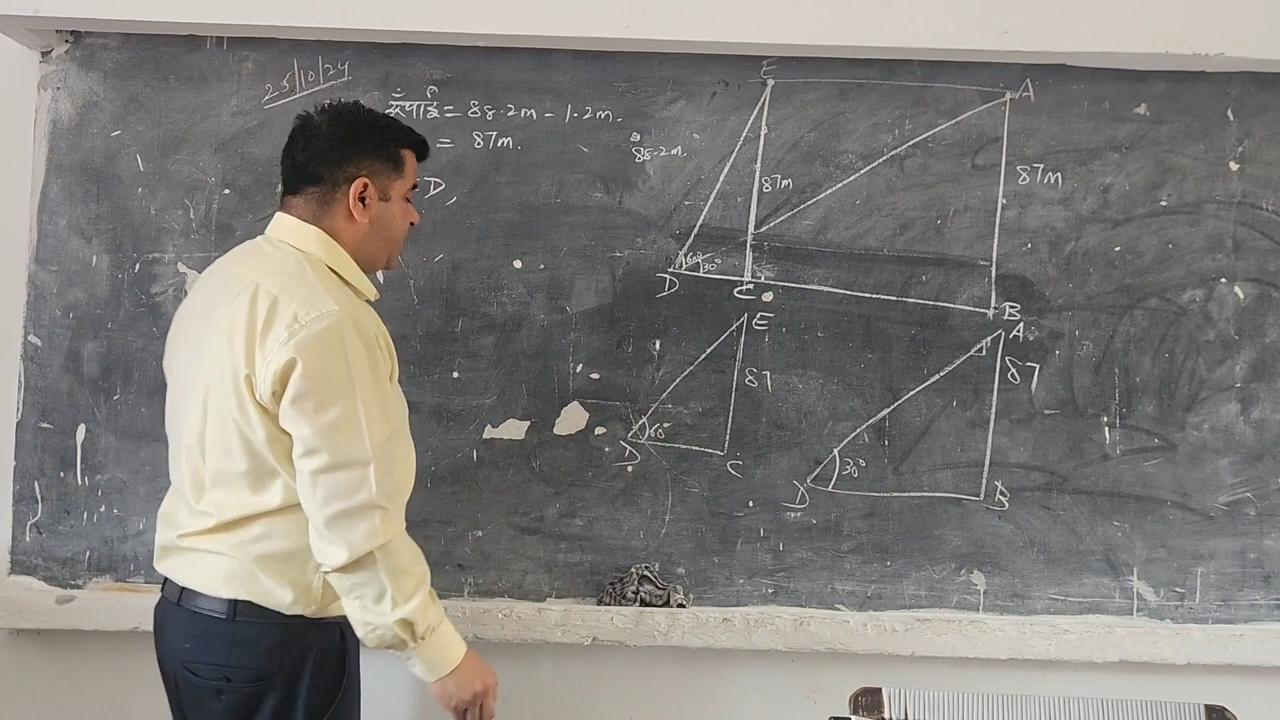 25/10/24
ऊँचाई = 88.2m - 1.2m.
= 87m.
D,
88.2m.
E
A
87m
87m
60°
30°
D
C
B
E
87
60°
D
C
A
87
30°
D
B